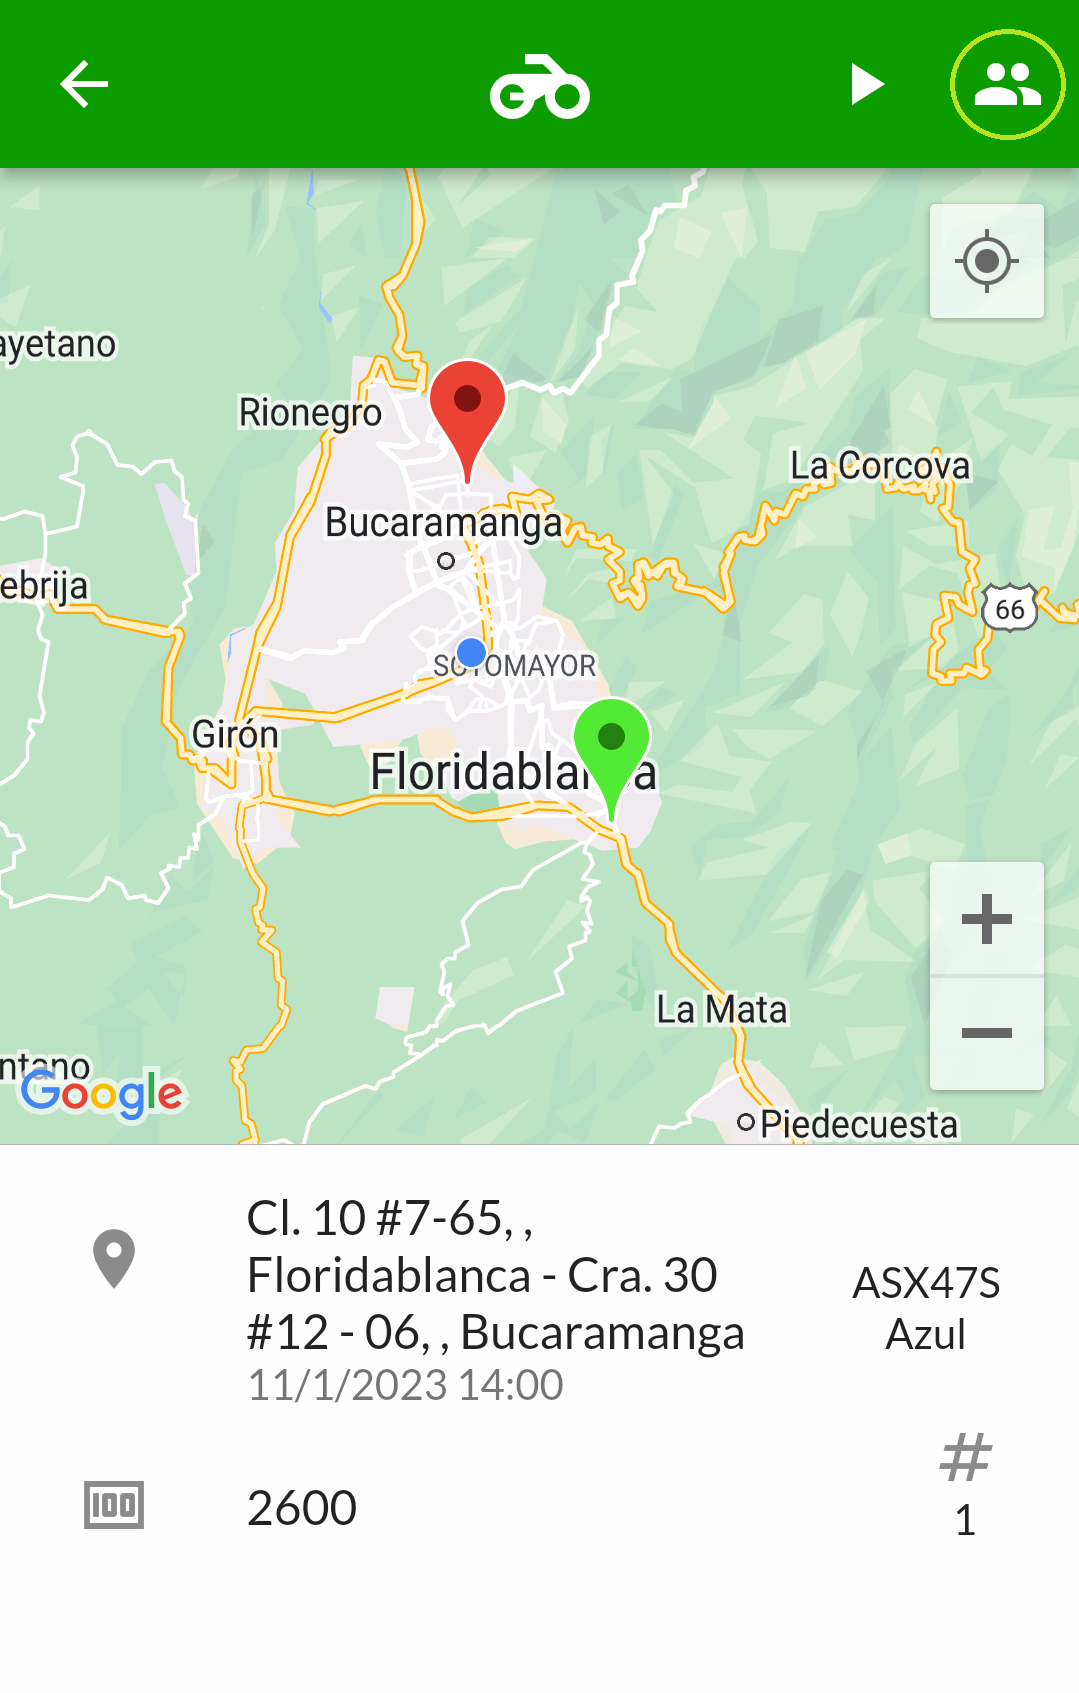 ayetano
Rionegro
La Corcova
Bucaramanga
ebrija
66
SOTOMAYOR
Girón
Floridablanca
La Mata
ntano
Google
Piedecuesta
Cl. 10 #7-65, ,
Floridablanca - Cra. 30
#12 - 06, , Bucaramanga
11/1/2023 14:00
ASX47S
Azul
100
2600
#
1